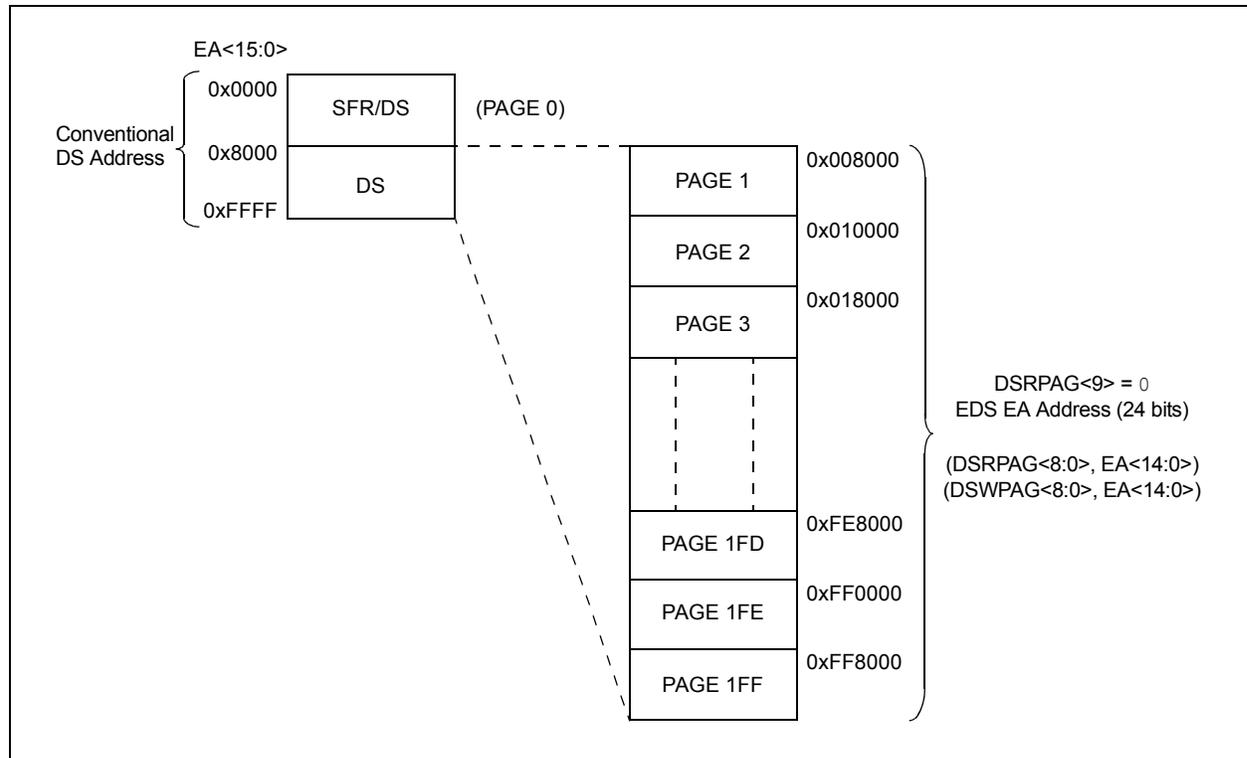 EA<15:0>
0x0000
SFR/DS
(PAGE 0)
Conventional
DS Address
0x8000
DS
0xFFFF
PAGE 1
0x008000
PAGE 2
0x010000
PAGE 3
0x018000
DSRPAG<9> = 0
EDS EA Address (24 bits)
(DSRPAG<8:0>, EA<14:0>)
(DSWPAG<8:0>, EA<14:0>)
PAGE 1FD
0xFE8000
PAGE 1FE
0xFF0000
PAGE 1FF
0xFF8000